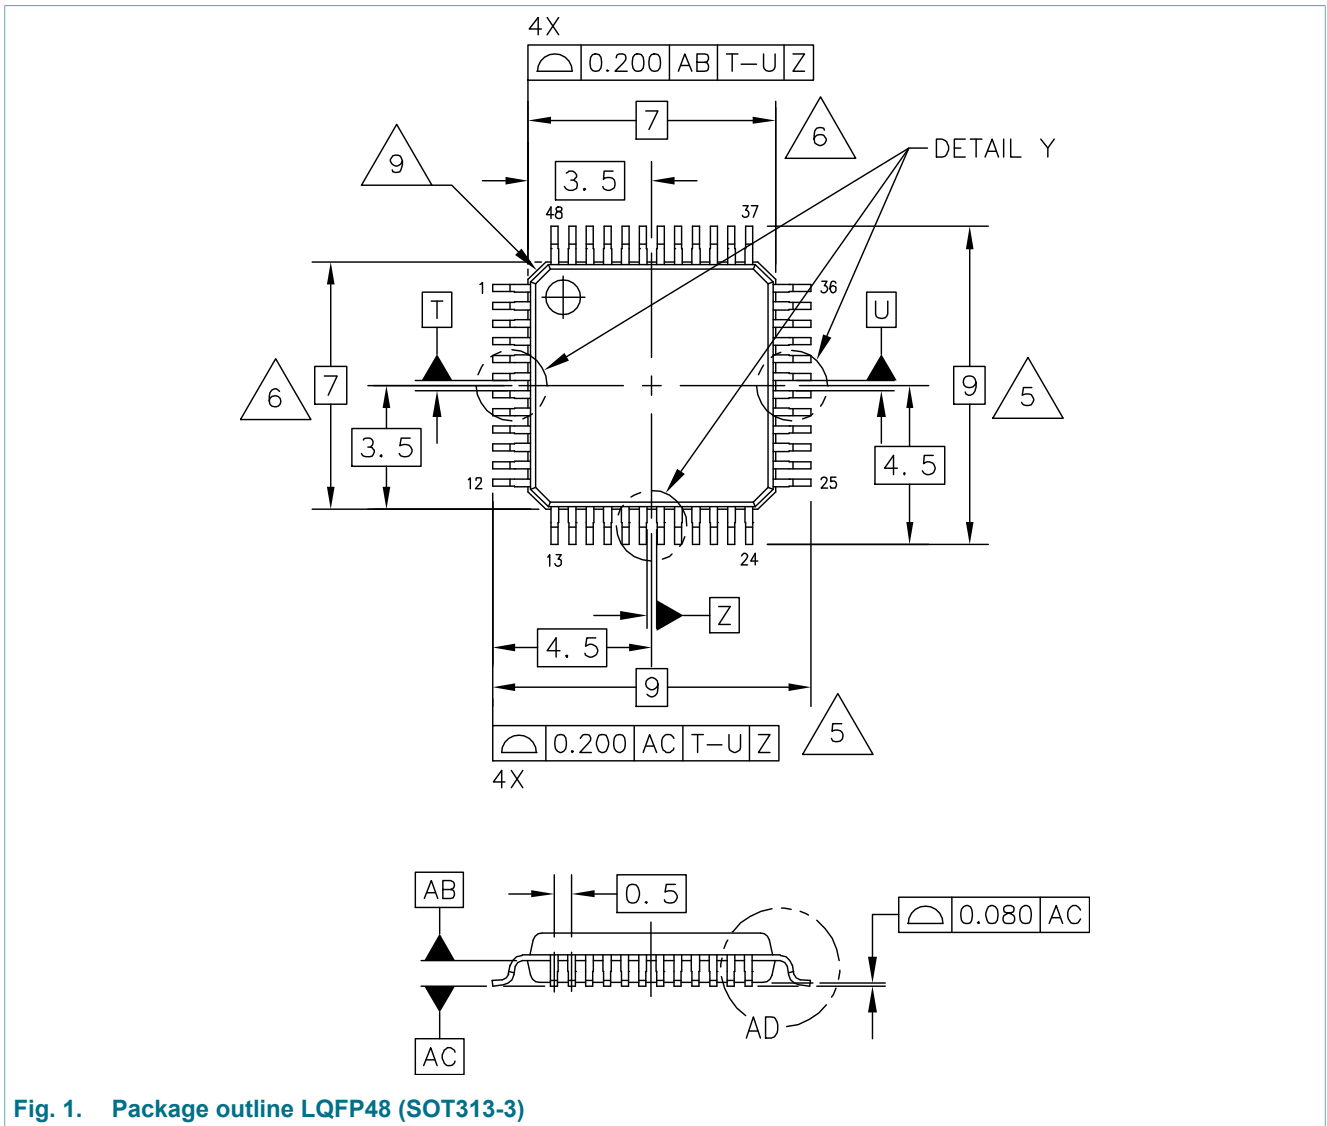 4X
0.200 AB T-U Z
7
6
DETAIL Y
9
3.5
48
37
1
36
T
U
6
7
9
5
3.5
4.5
12
25
13
24
Z
4.5
9
5
0.200 AC T-U Z
4X
AB
0.5
0.080 AC
AD
AC
Fig. 1. Package outline LQFP48 (SOT313-3)